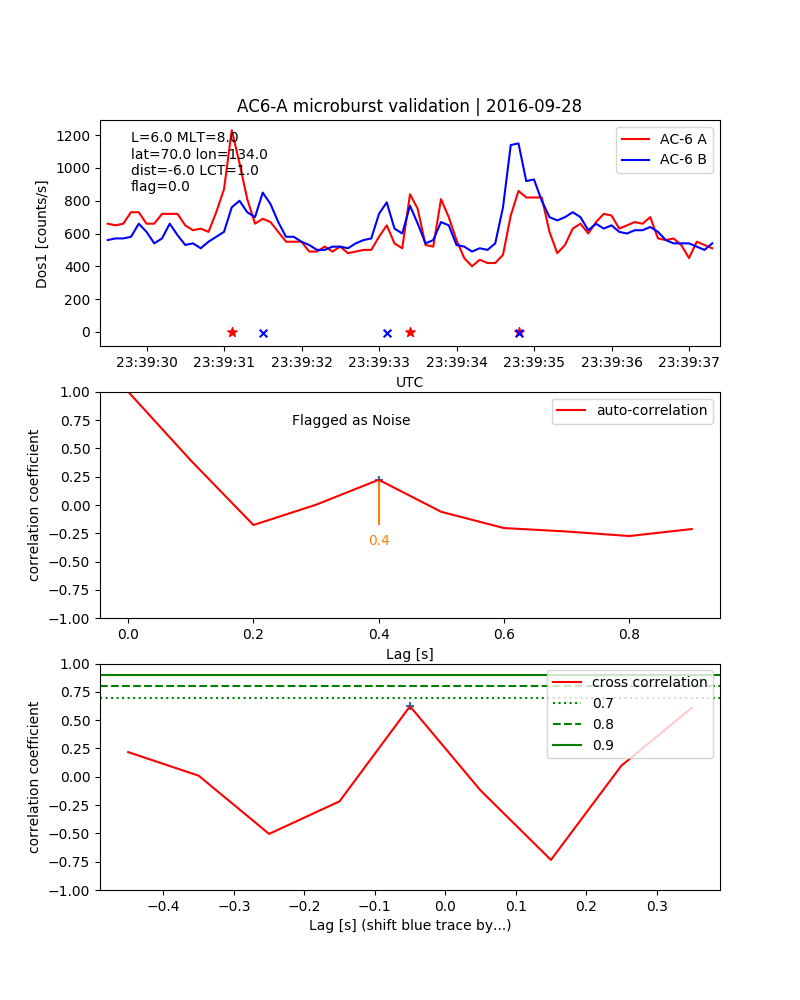 AC6-A microburst validation | 2016-09-28
L=6.0 MLT=8.0
lat=70.0 lon=134.0
dist=-6.0 LCT=1.0
flag=0.0
AC-6 A
AC-6 B
Dos1 [counts/s]
1200
1000
800
600
400
200
0
23:39:30 23:39:31 23:39:32 23:39:33 23:39:34 23:39:35 23:39:36 23:39:37
UTC
Flagged as Noise
auto-correlation
0.4
correlation coefficient
1.00
0.75
0.50
0.25
0.00
−0.25
−0.50
−0.75
−1.00
0.0 0.2 0.4 0.6 0.8
Lag [s]
cross correlation
0.7
0.8
0.9
correlation coefficient
1.00
0.75
0.50
0.25
0.00
−0.25
−0.50
−0.75
−1.00
−0.4 −0.3 −0.2 −0.1 0.0 0.1 0.2 0.3
Lag [s] (shift blue trace by...)